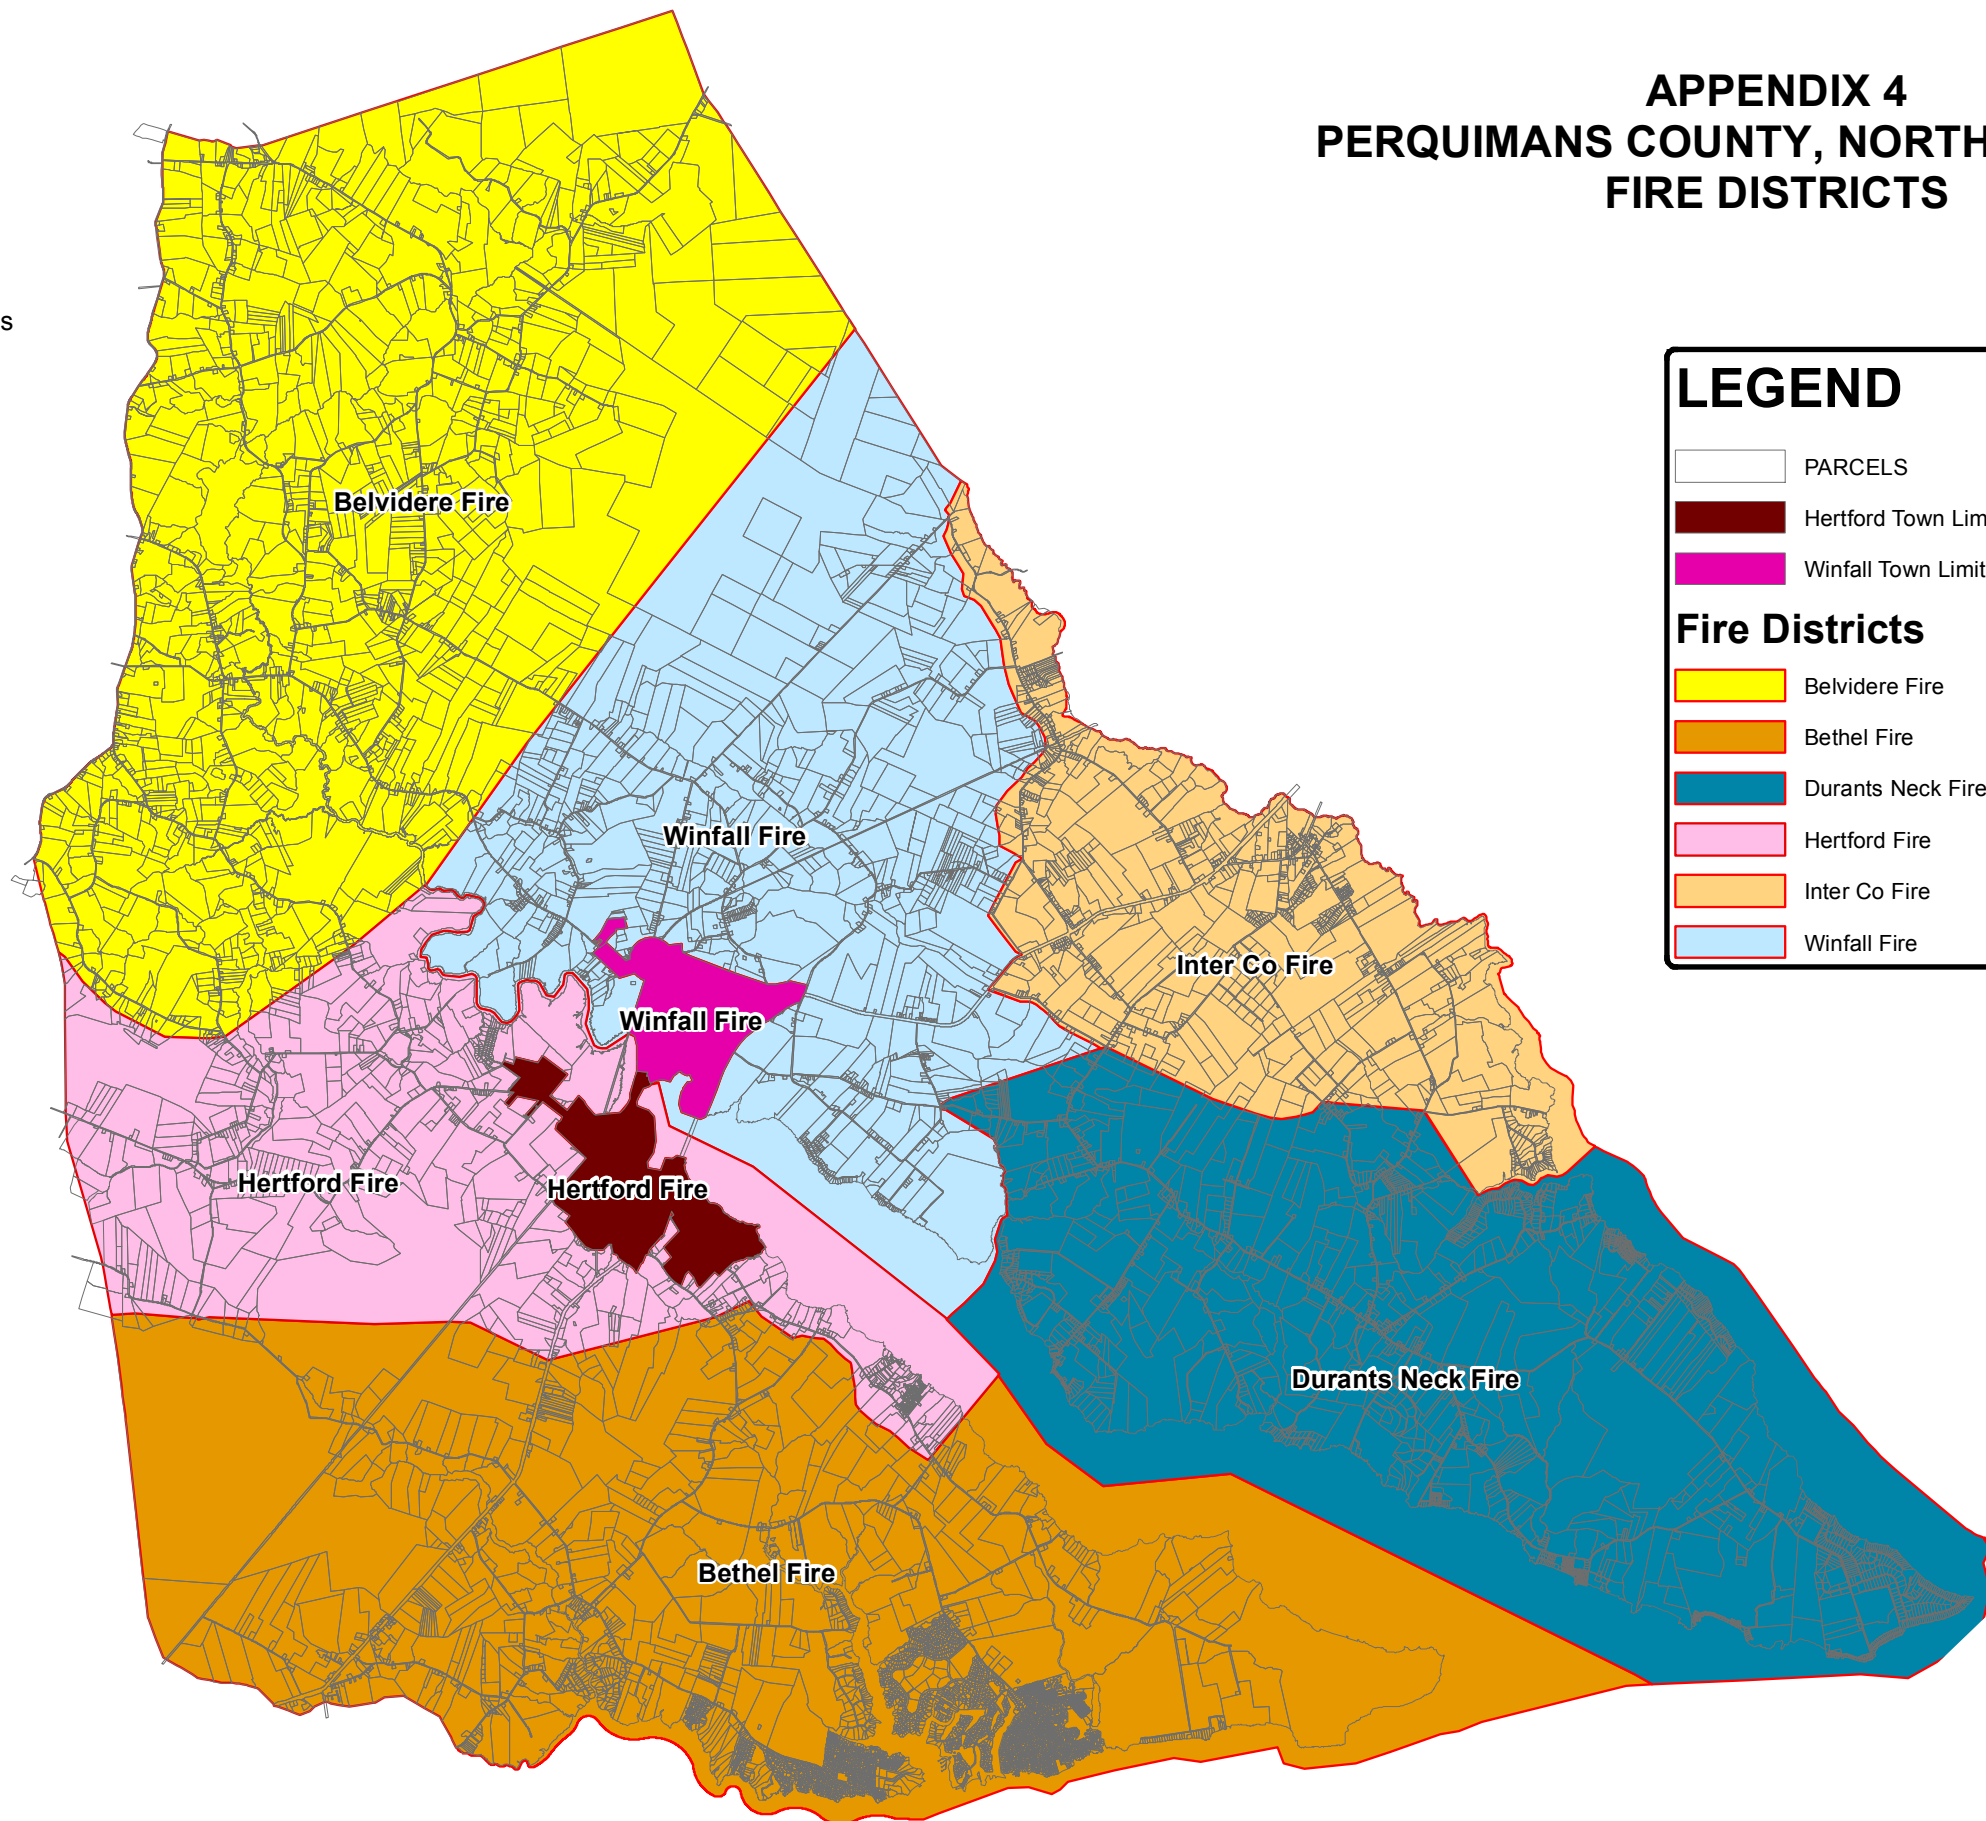 APPENDIX 4
PERQUIMANS COUNTY, NORTH
FIRE DISTRICTS
s
LEGEND
PARCELS
Hertford Town Lim
Winfall Town Limit
Fire Districts
Belvidere Fire
Bethel Fire
Durants Neck Fire
Hertford Fire
Inter Co Fire
Winfall Fire
Belvidere Fire
Winfall Fire
Inter Co Fire
Winfall Fire
Hertford Fire
Hertford Fire
Durants Neck Fire
Bethel Fire